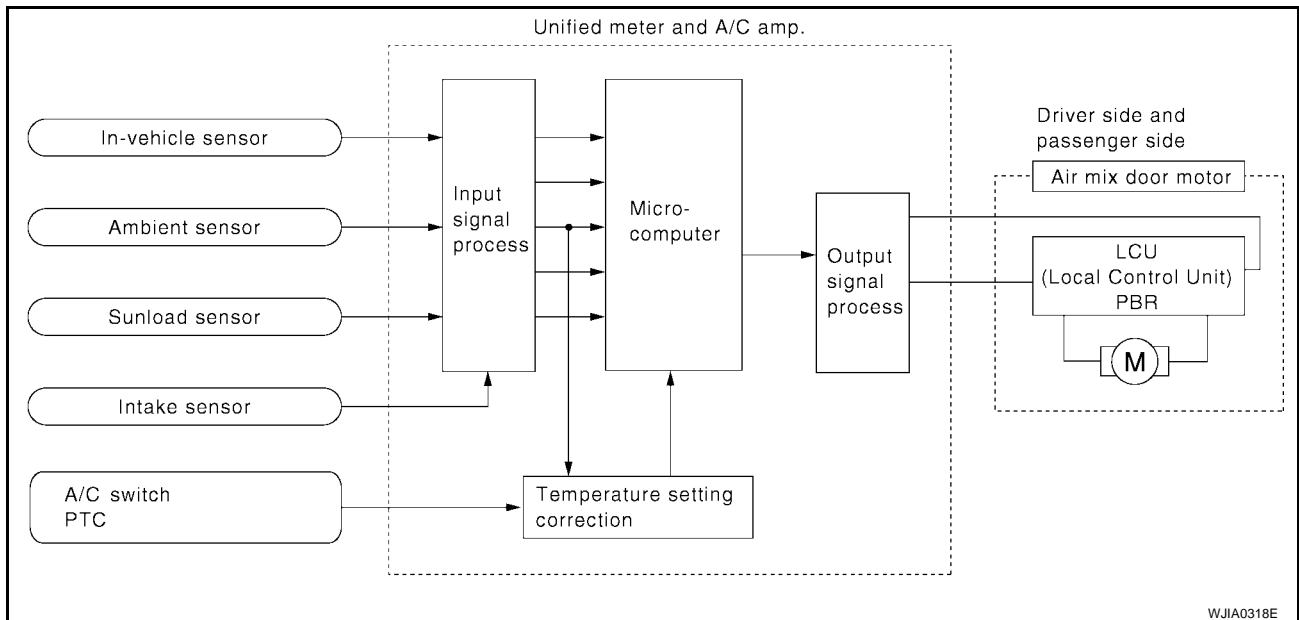 Unified meter and A/C amp.
In-vehicle sensor
Ambient sensor
Sunload sensor
Intake sensor
A/C switch
PTC
Input
signal
process
Micro-
computer
Temperature setting
correction
Output
signal
process
Driver side and
passenger side
Air mix door motor
LCU
(Local Control Unit)
PBR
M
WJIA0318E